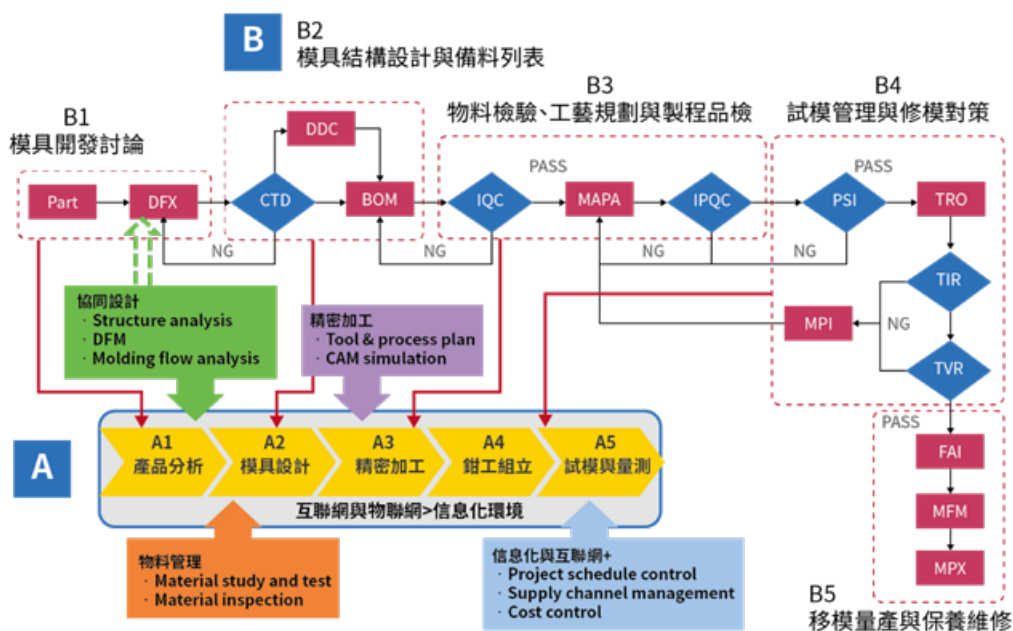 B
B2
模具結構設計與備料列表
B1
模具開發討論
B3
物料檢驗、工藝規劃與製程品檢
B4
試模管理與修模對策
Part
DFX
DDC
CTD
BOM
NG
IQC
NG
PASS
MAPA
IPQC
NG
PASS
PSI
NG
TRO
TIR
NG
MPI
TVR
PASS
FAI
MFM
MPX
B5
移模量產與保養維修
協同設計
· Structure analysis
· DFM
· Molding flow analysis
精密加工
· Tool & process plan
· CAM simulation
A
A1
產品分析
A2
模具設計
A3
精密加工
A4
鉗工組立
A5
試模與量測
互聯網與物聯網>信息化環境
物料管理
· Material study and test
· Material inspection
信息化與互聯網+
· Project schedule control
· Supply channel management
· Cost control